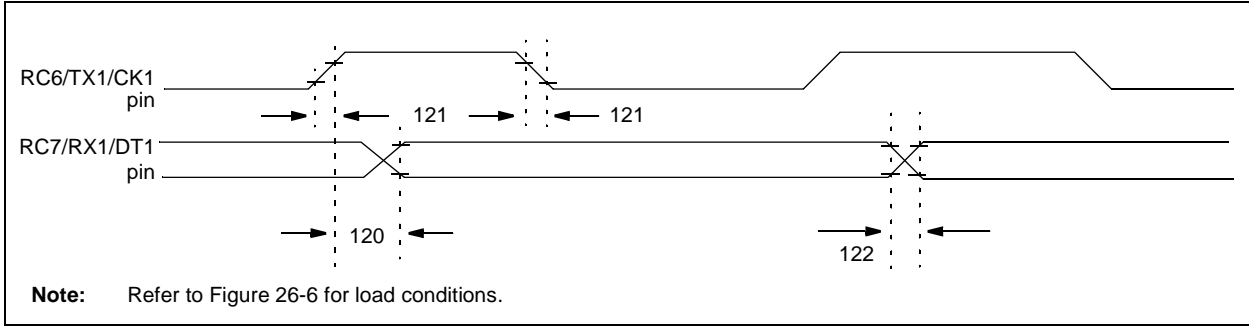 RC6/TX1/CK1
pin
121
121
RC7/RX1/DT1
pin
120
122
Note: Refer to Figure 26-6 for load conditions.